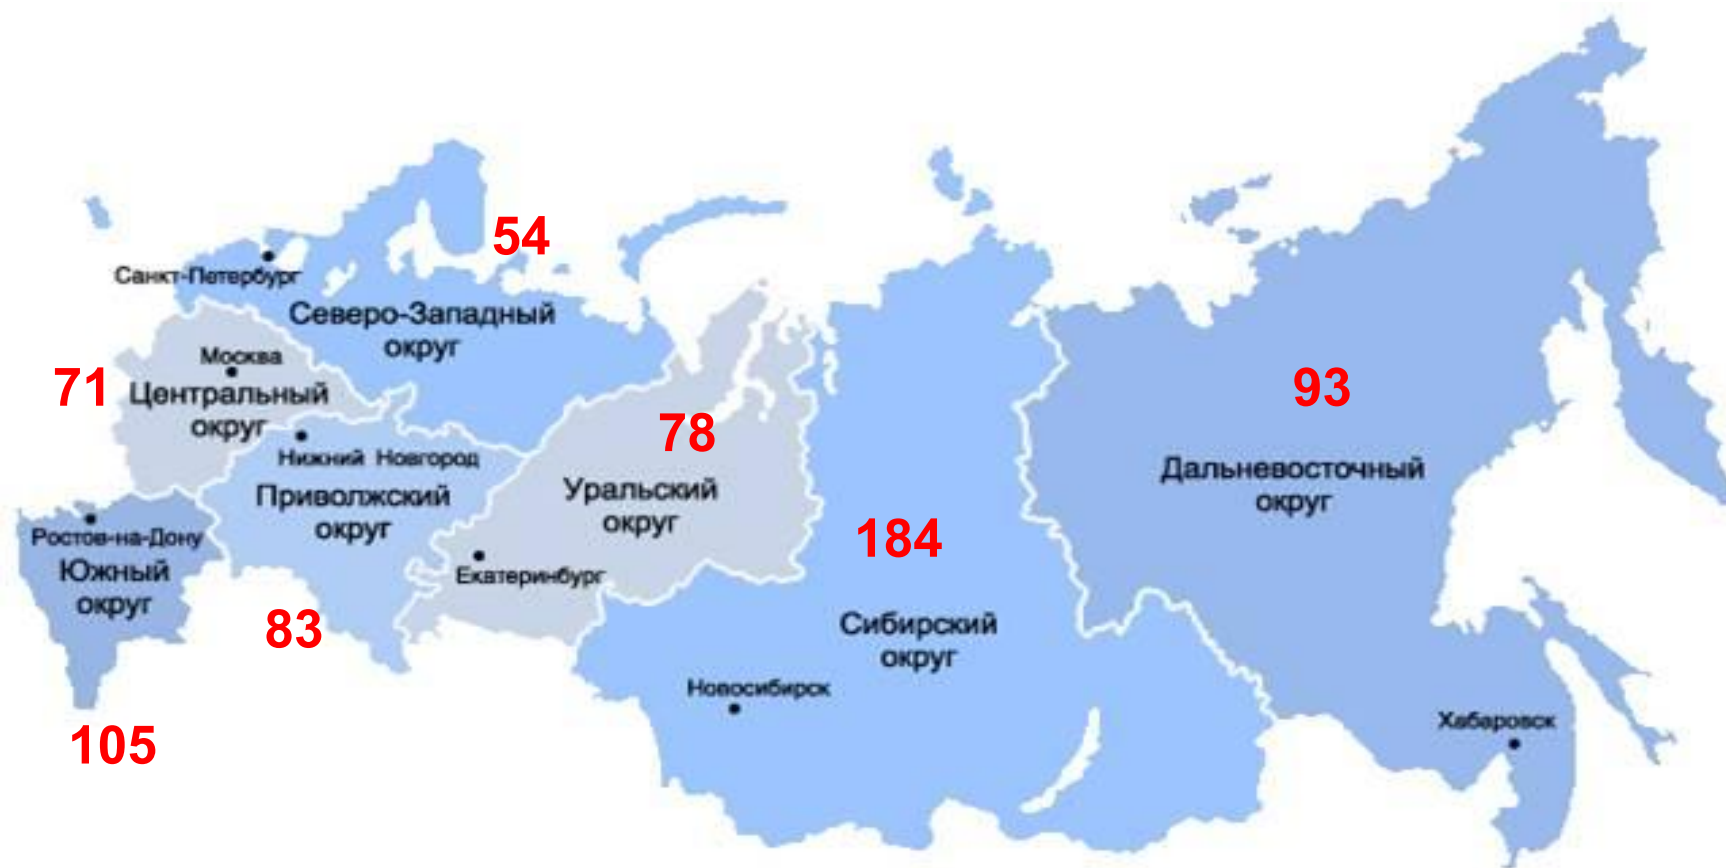 54
Санкт-Петербург
Северо-Западный
округ
Москва
71
Центральный
округ
93
78
Нижний Новгород
Дальневосточный
округ
Приволжский
округ
Уральский
округ
Ростов-на-Дону
184
Южный
округ
Екатеринбург
83
Сибирский
округ
Новосибирск
Хабаровск
105